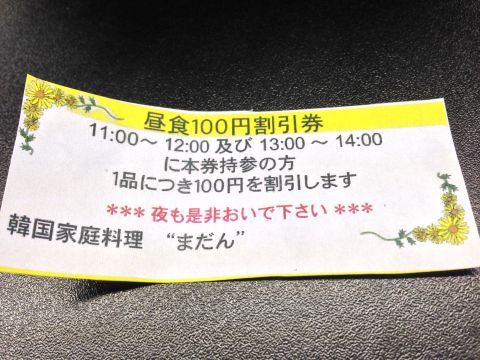 昼食100円割引券
11:00～ 12:00 及び 13:00 ～ 14:00
に本券持参の方
1品につき100円を割引します
*** 夜も是非おいで下さい ***
韓国家庭料理 “まだん”